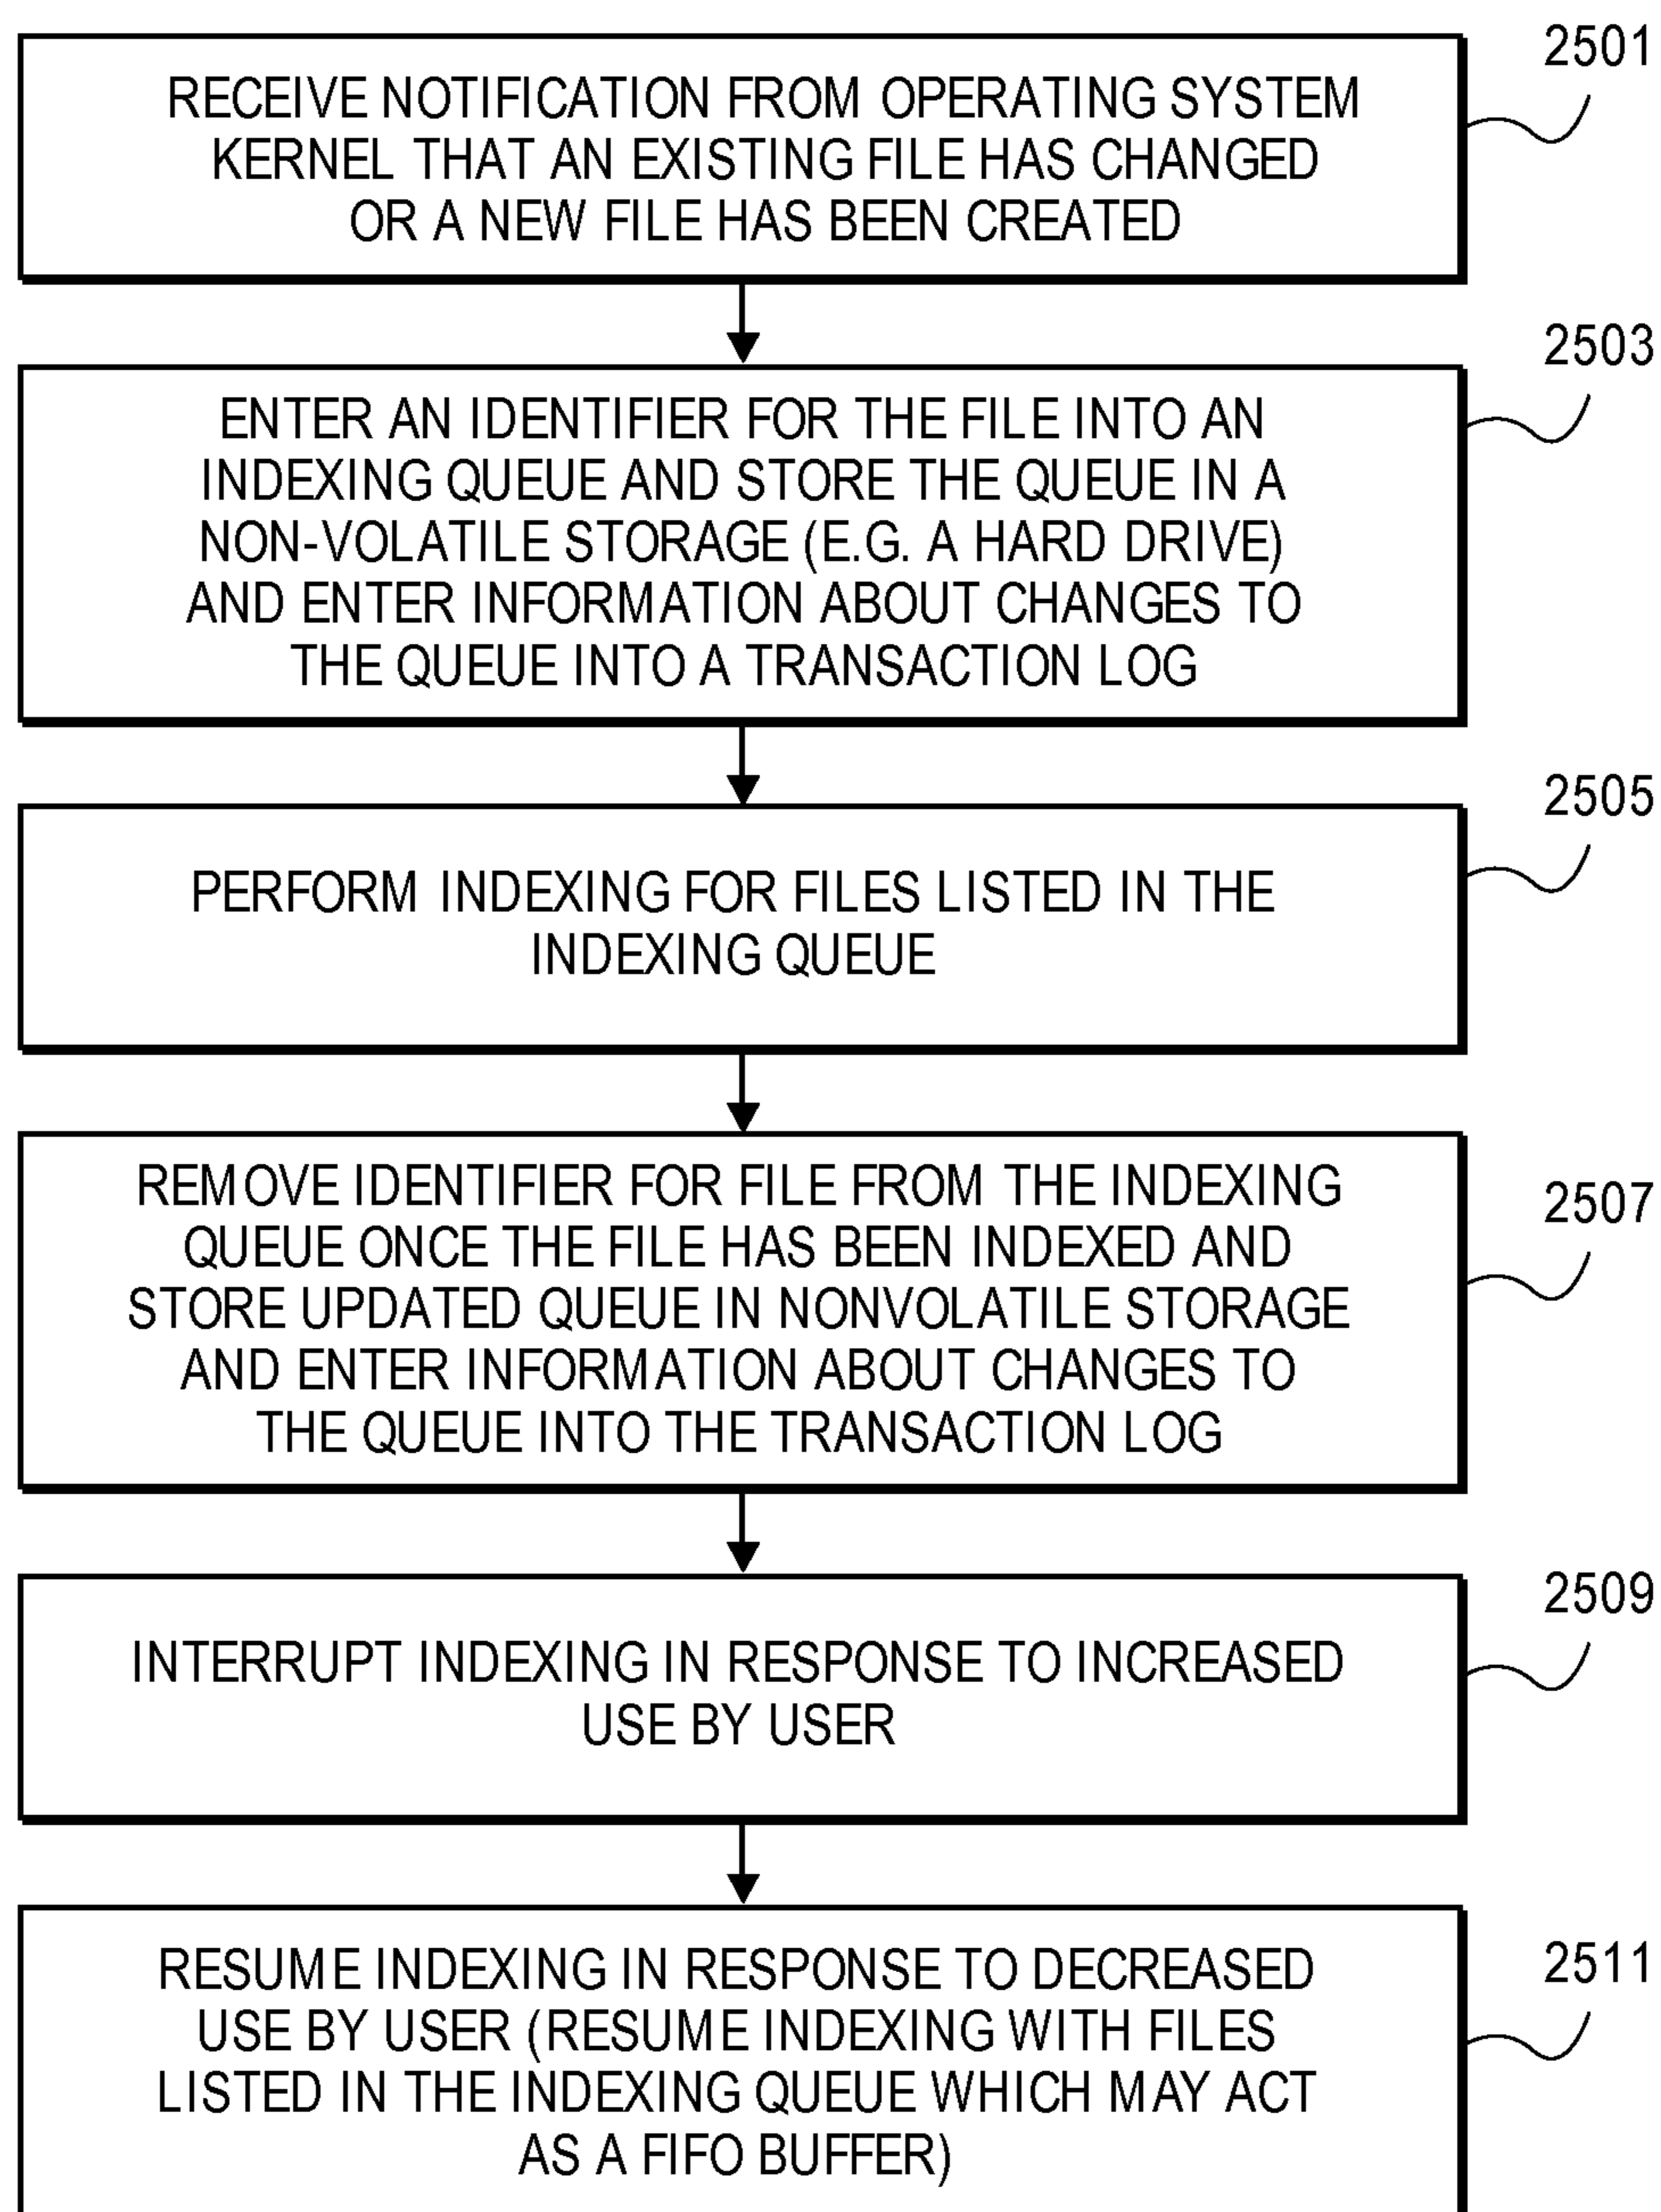 2501
RECEIVE NOTIFICATION FROM OPERATING SYSTEM
KERNEL THAT AN EXISTING FILE HAS CHANGED
OR A NEW FILE HAS BEEN CREATED
2503
ENTER AN IDENTIFIER FOR THE FILE INTO AN
INDEXING QUEUE AND STORE THE QUEUE IN A
NON-VOLATILE STORAGE (E.G. A HARD DRIVE)
AND ENTER INFORMATION ABOUT CHANGES TO
THE QUEUE INTO A TRANSACTION LOG
2505
PERFORM INDEXING FOR FILES LISTED IN THE
INDEXING QUEUE
2507
REMOVE IDENTIFIER FOR FILE FROM THE INDEXING
QUEUE ONCE THE FILE HAS BEEN INDEXED AND
STORE UPDATED QUEUE IN NONVOLATILE STORAGE
AND ENTER INFORMATION ABOUT CHANGES TO
THE QUEUE INTO THE TRANSACTION LOG
2509
INTERRUPT INDEXING IN RESPONSE TO INCREASED
USE BY USER
2511
RESUME INDEXING IN RESPONSE TO DECREASED
USE BY USER (RESUME INDEXING WITH FILES
LISTED IN THE INDEXING QUEUE WHICH MAY ACT
AS A FIFO BUFFER)